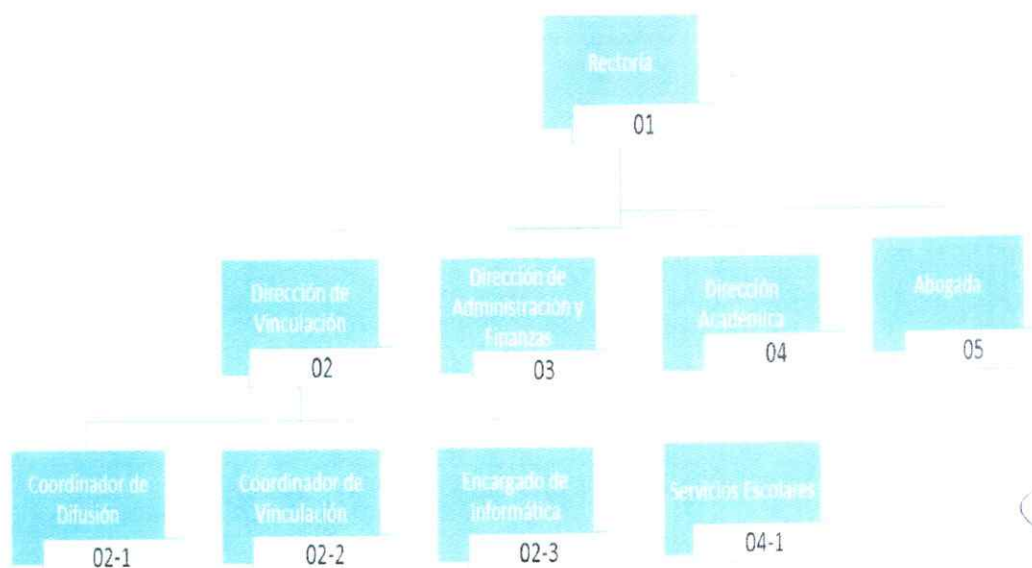 Rectoría
01
Dirección de
Vinculación
02
Dirección de
Administración y
Finanzas
03
Dirección
Académica
04
Abogada
05
Coordinador de
Difusión
02-1
Coordinador de
Vinculación
02-2
Encargado de
Informática
02-3
Servicios Escolares
04-1